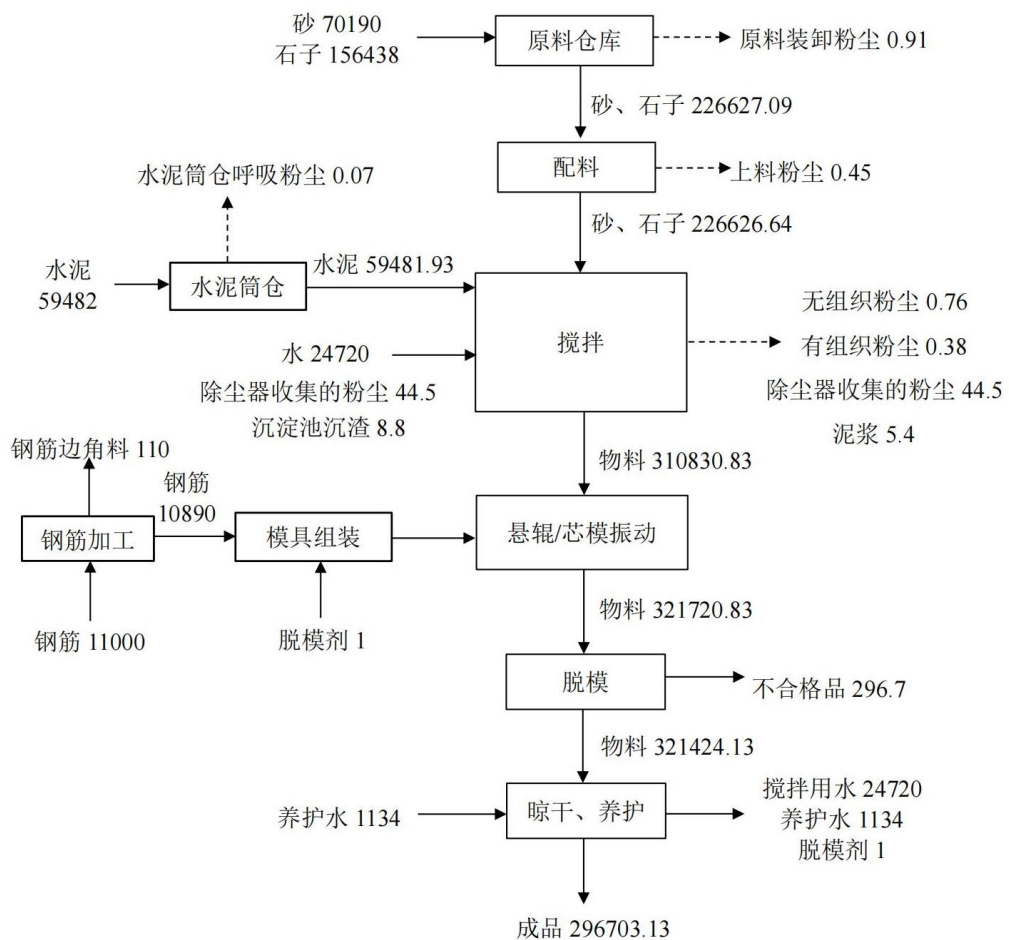 砂 70190
石子 156438
原料仓库
原料装卸粉尘 0.91
砂、石子 226627.09
配料
上料粉尘 0.45
水泥筒仓呼吸粉尘 0.07
砂、石子 226626.64
水泥
59482
水泥筒仓
水泥 59481.93
搅拌
无组织粉尘 0.76
有组织粉尘 0.38
除尘器收集的粉尘 44.5
泥浆 5.4
水 24720
除尘器收集的粉尘 44.5
沉淀池沉渣 8.8
物料 310830.83
钢筋边角料 110
钢筋
10890
钢筋加工
模具组装
悬辊/芯模振动
钢筋 11000
脱模剂 1
物料 321720.83
脱模
不合格品 296.7
物料 321424.13
养护水 1134
晾干、养护
搅拌用水 24720
养护水 1134
脱模剂 1
成品 296703.13